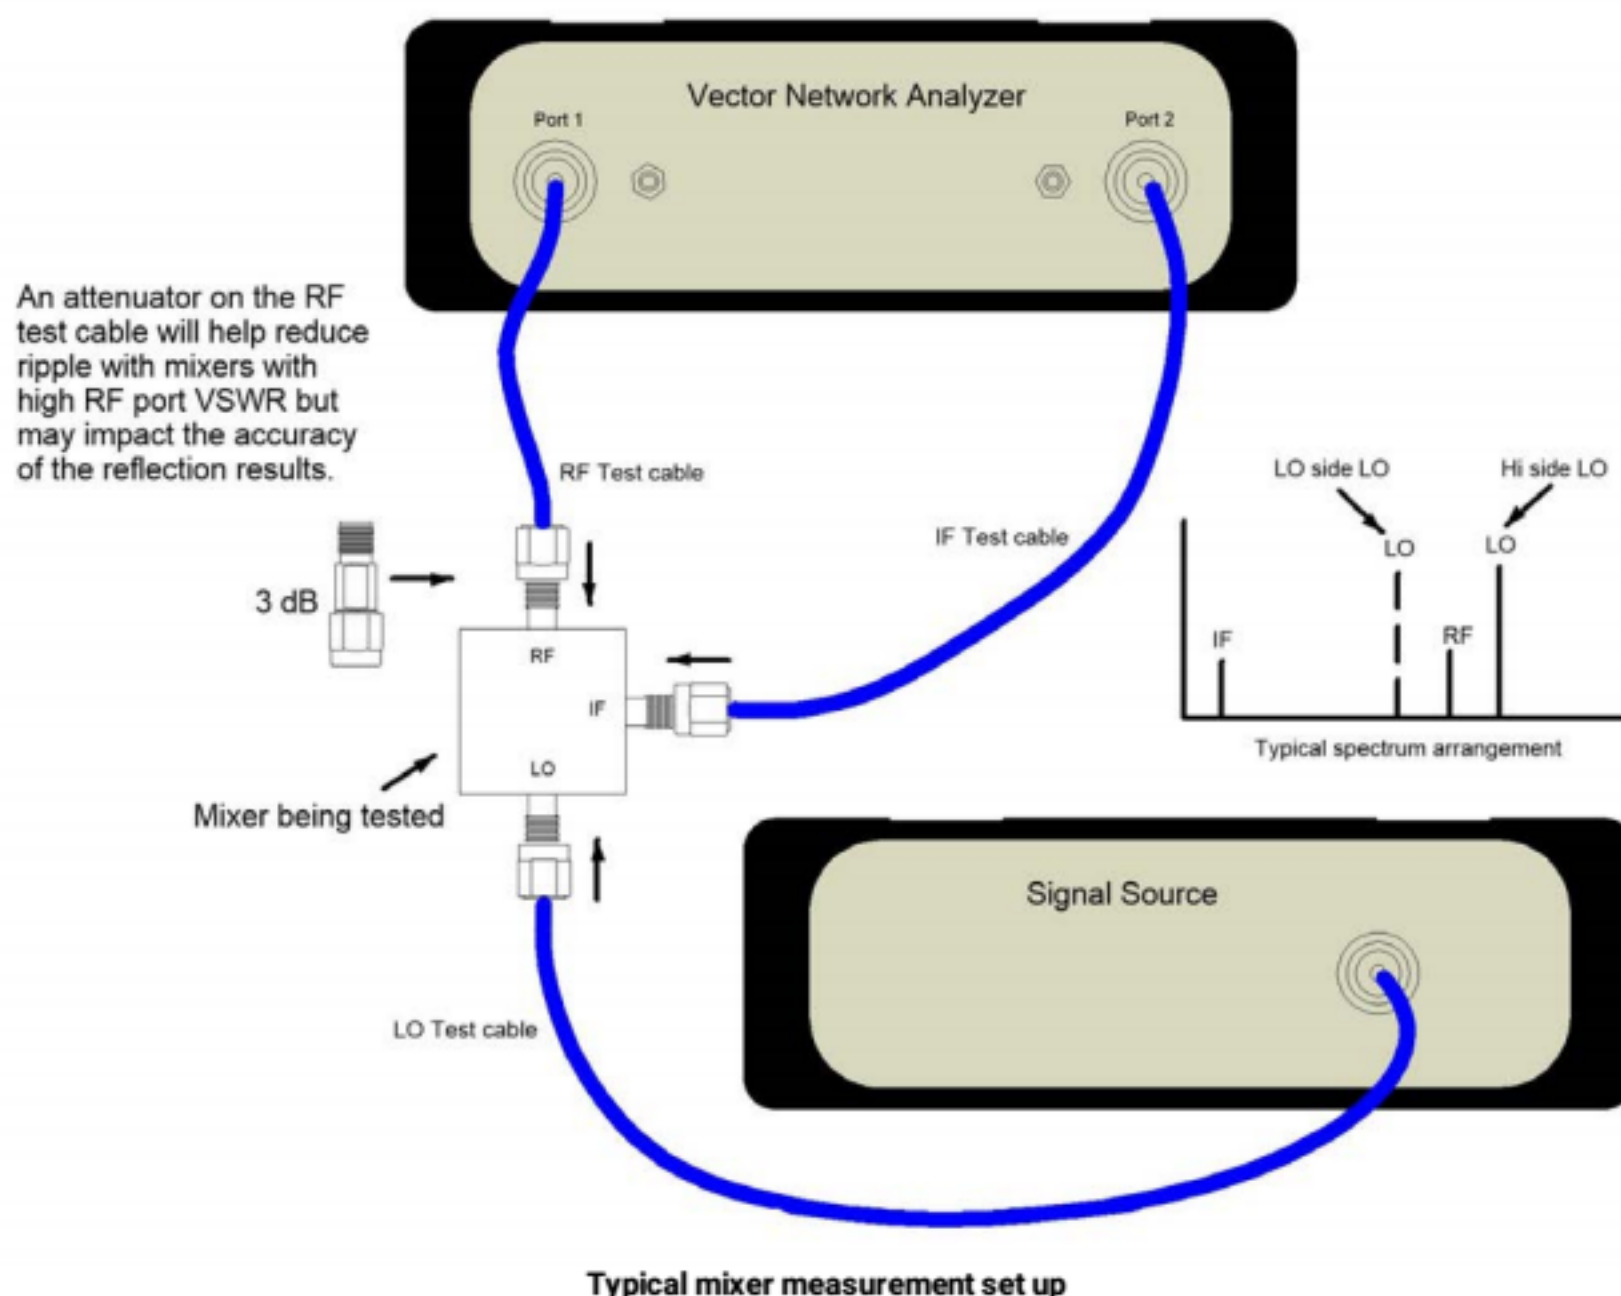 Vector Network Analyzer
Port 1
Port 2
An attenuator on the RF
test cable will help reduce
ripple with mixers with
high RF port VSWR but
may impact the accuracy
of the reflection results.
RF Test cable
IF Test cable
LO side LO
Hi side LO
LO
LO
IF
RF
Typical spectrum arrangement
3 dB
RF
IF
LO
Mixer being tested
Signal Source
LO Test cable
Typical mixer measurement set up